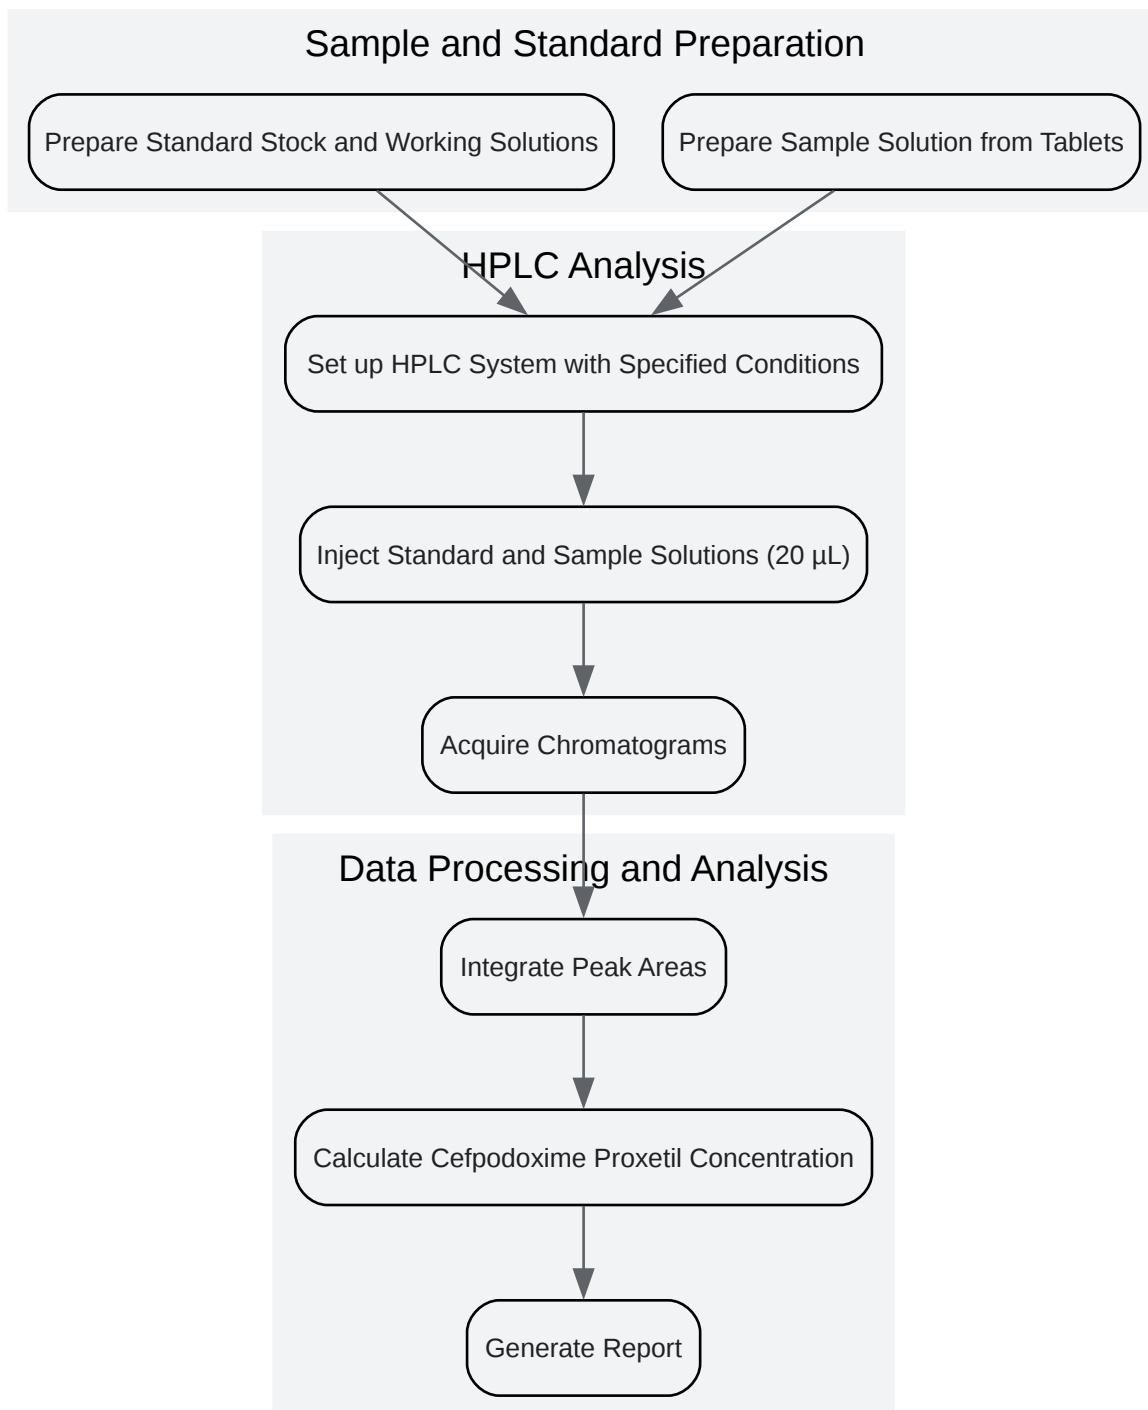 Sample and Standard Preparation
Prepare Standard Stock and Working Solutions
Prepare Sample Solution from Tablets
HPLC Analysis
Set up HPLC System with Specified Conditions
Inject Standard and Sample Solutions (20 µL)
Acquire Chromatograms
Data Processing and Analysis
Integrate Peak Areas
Calculate Cefpodoxime Proxetil Concentration
Generate Report